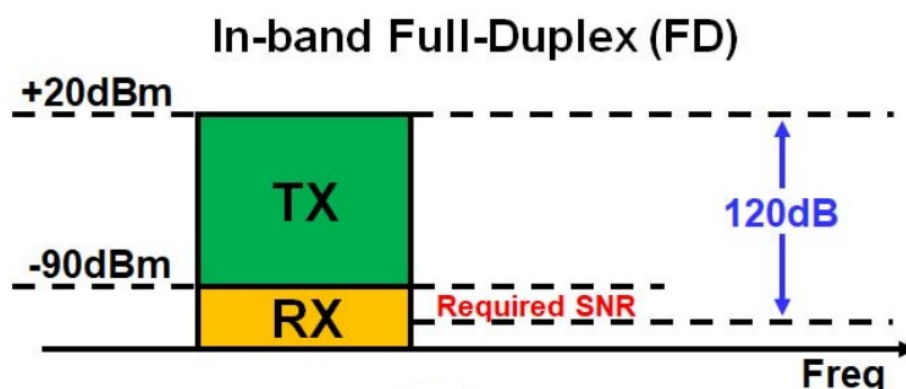 In-band Full-Duplex (FD)
+20dBm
TX
120dB
-90dBm
Required SNR
RX
Freq